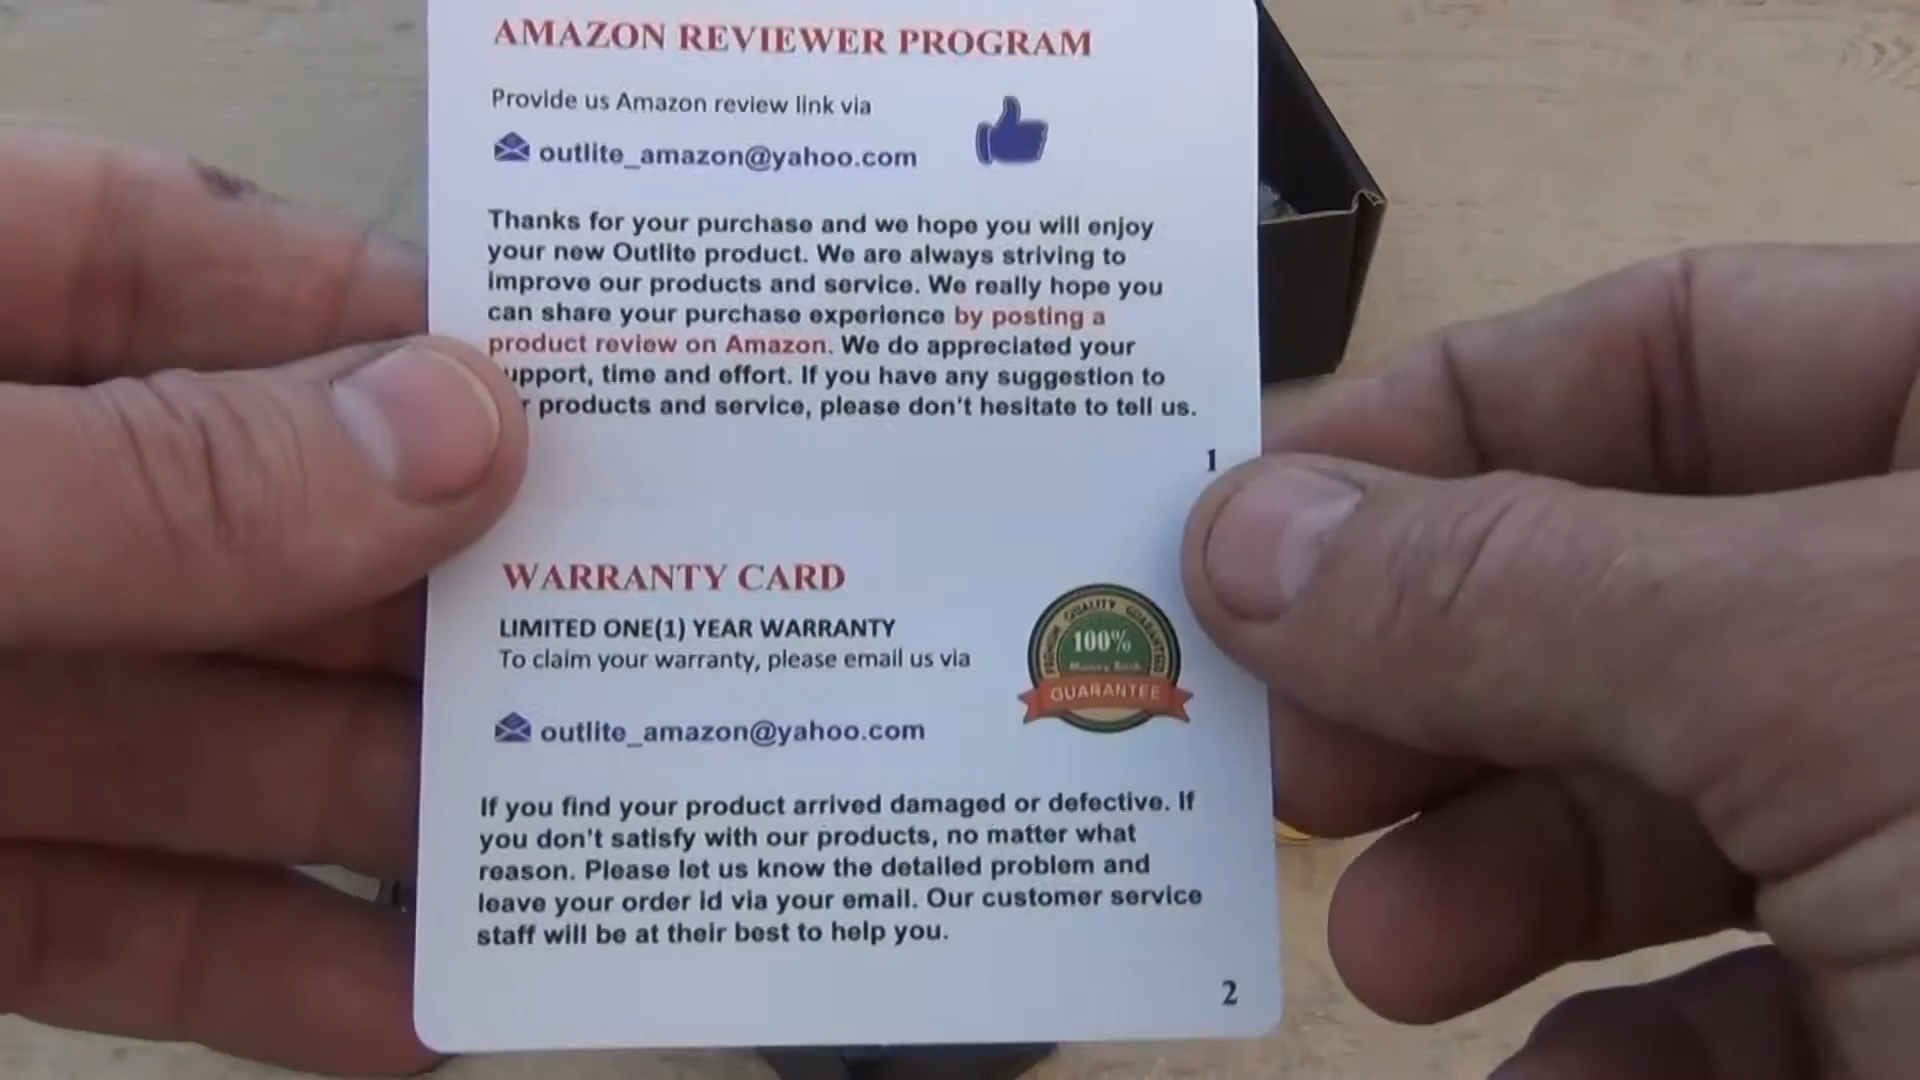 AMAZON REVIEWER PROGRAM
Provide us Amazon review link via
outlite_amazon@yahoo.com
Thanks for your purchase and we hope you will enjoy
your new Outlite product. We are always striving to
improve our products and service. We really hope you
can share your purchase experience by posting a
product review on Amazon. We do appreciated your
upport, time and effort. If you have any suggestion to
r products and service, please don't hesitate to tell us.
1
WARRANTY CARD
LIMITED ONE(1) YEAR WARRANTY
To claim your warranty, please email us via
outlite_amazon@yahoo.com
PREMIUM QUALITY GUARANTEED
100%
Money Back
GUARANTEE
If you find your product arrived damaged or defective. If
you don't satisfy with our products, no matter what
reason. Please let us know the detailed problem and
leave your order id via your email. Our customer service
staff will be at their best to help you.
2